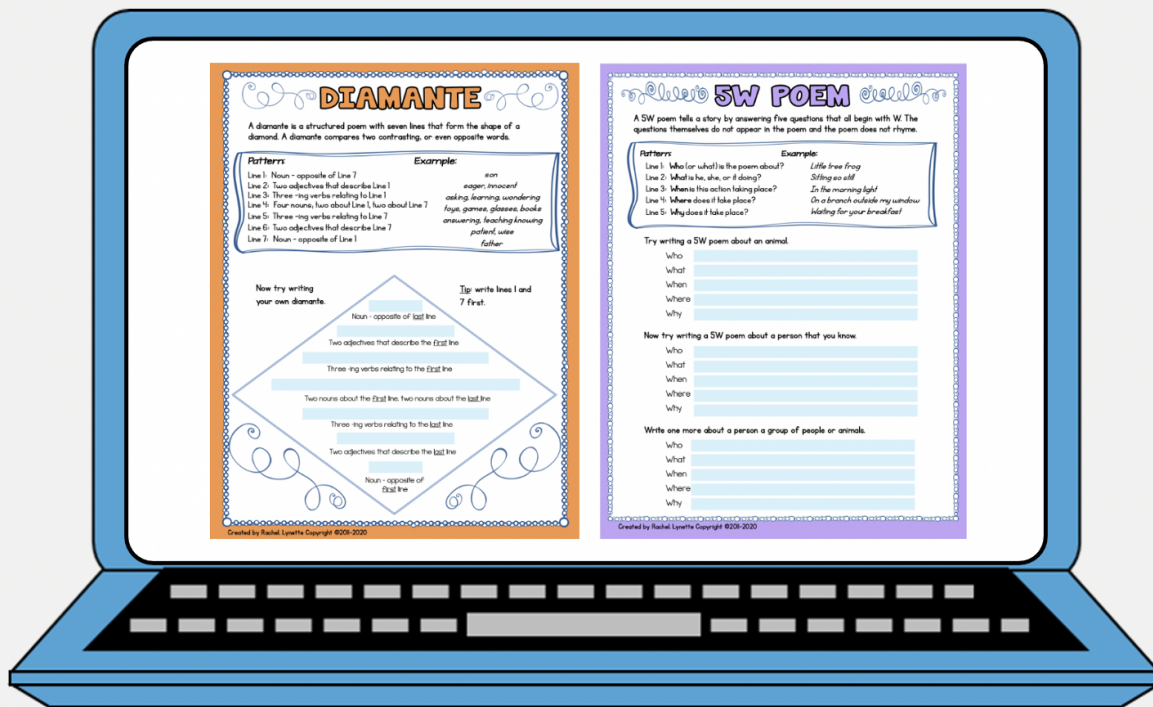 DIAMANTE
A diamante is a structured poem with seven lines that form the shape of a
diamond. A diamante compares two contrasting, or even opposite words.
Pattern:
Example:
Line 1: Noun - opposite of Line 7
Line 2: Two adjectives that describe Line 1
Line 3: Three -ing verbs relating to Line 1
Line 4: Four nouns, two about Line 1, two about Line 7
Line 5: Three -ing verbs relating to Line 7
Line 6: Two adjectives that describe Line 7
Line 7: Noun - opposite of Line 1
son
eager, innocent
asking, learning, wondering
toys, games, glasses, books
answering, teaching knowing
patient, wise
father
Now try writing
your own diamante.
Tip: write lines 1 and
7 first.
Noun - opposite of last line
Two adjectives that describe the first line
Three -ing verbs relating to the first line
Two nouns about the first line, two nouns about the last line
Three -ing verbs relating to the last line
Two adjectives that describe the last line
Noun - opposite of
first line
Created by Rachel Lynette Copyright ©2011-2020
5W POEM
A 5W poem tells a story by answering five questions that all begin with W. The
questions themselves do not appear in the poem and the poem does not rhyme.
Pattern:
Example:
Line 1: Who (or what) is the poem about?
Line 2: What is he, she, or it doing?
Line 3: When is this action taking place?
Line 4: Where does it take place?
Line 5: Why does it take place?
Little tree frog
Sitting so still
In the morning light
On a branch outside my window
Waiting for your breakfast
Try writing a 5W poem about an animal.
Who
What
When
Where
Why
Now try writing a 5W poem about a person that you know.
Who
What
When
Where
Why
Write one more about a person a group of people or animals.
Who
What
When
Where
Why
Created by Rachel Lynette Copyright ©2011-2020